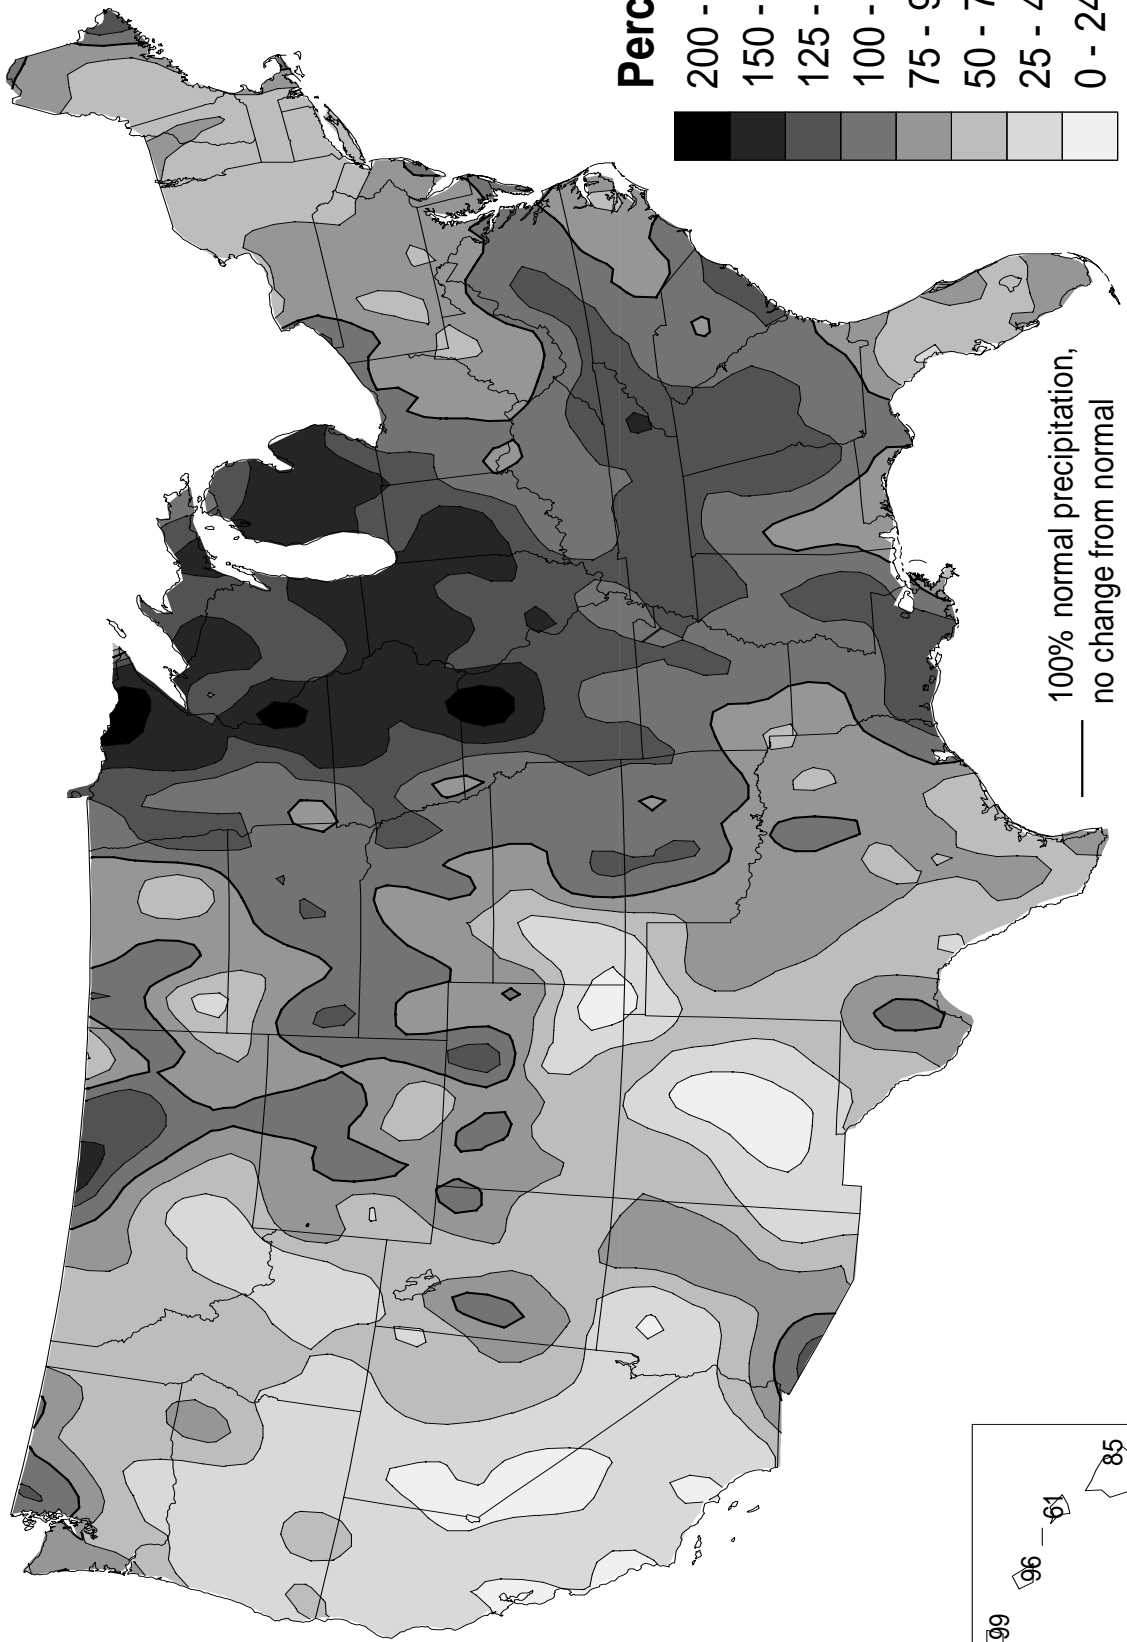 Perc
200 -
150 -
125 -
100 -
75 - 9
50 - 7
25 - 4
0 - 24
100% normal precipitation,
no change from normal
99
96
61
85